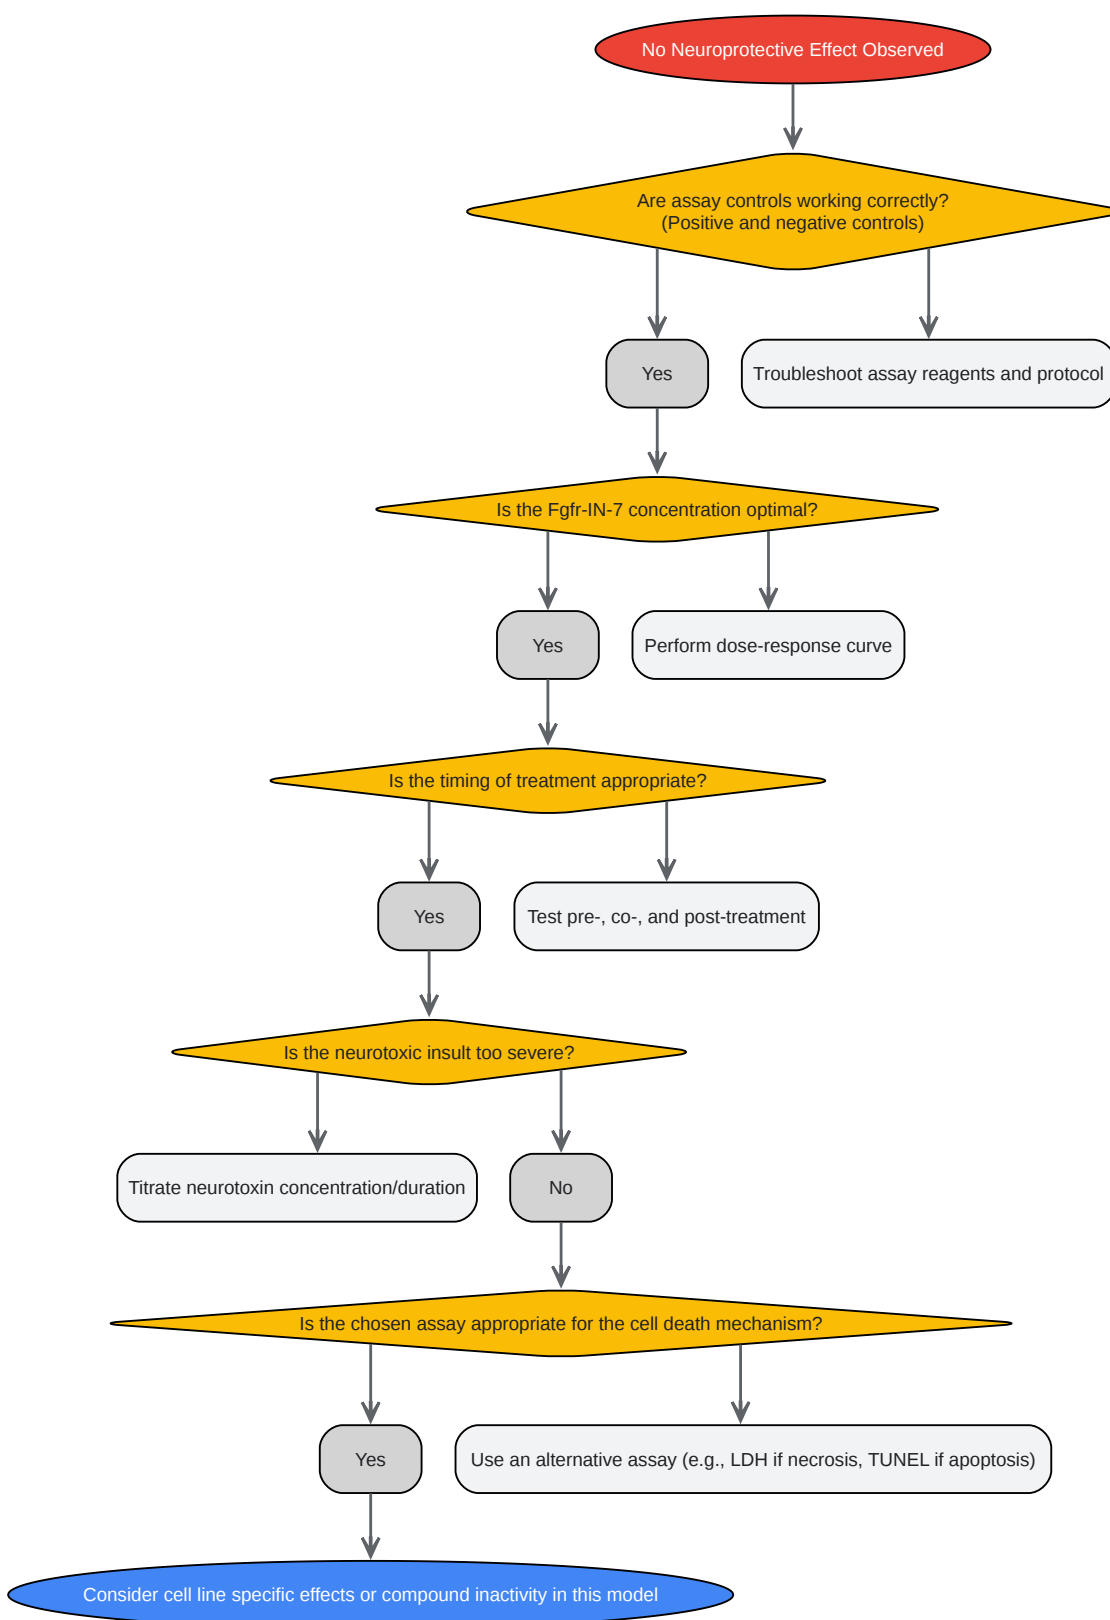 No Neuroprotective Effect Observed
Are assay controls working correctly?
(Positive and negative controls)
Yes
Troubleshoot assay reagents and protocol
Is the Fgfr-IN-7 concentration optimal?
Yes
Perform dose-response curve
Is the timing of treatment appropriate?
Yes
Test pre-, co-, and post-treatment
Is the neurotoxic insult too severe?
Titrate neurotoxin concentration/duration
No
Is the chosen assay appropriate for the cell death mechanism?
Yes
Use an alternative assay (e.g., LDH if necrosis, TUNEL if apoptosis)
Consider cell line specific effects or compound inactivity in this model